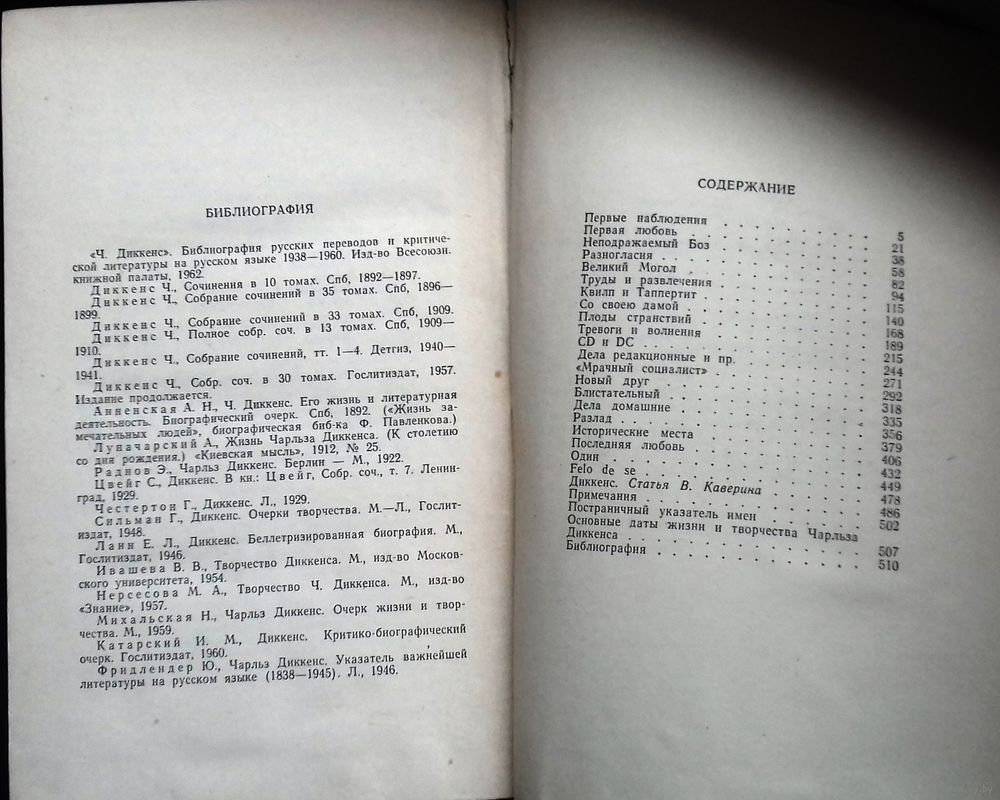 БИБЛИОГРАФИЯ
«Ч. Диккенс». Библиография русских переводов и критиче-
ской литературы на русском языке 1938—1960. Изд-во Всесоюзн.
книжной палаты, 1962.
Диккенс Ч., Сочинения в 10 томах. Спб, 1892—1897.
Диккенс Ч., Собрание сочинений в 35 томах. Спб, 1896—
1899.
Диккенс Ч., Собрание сочинений в 33 томах. Спб, 1909.
Диккенс Ч., Полное собр. соч. в 13 томах. Спб, 1909—
1910.
Диккенс Ч., Собрание сочинений, тт. 1—4. Детгиз, 1940—
1941.
Диккенс Ч., Собр. соч. в 30 томах. Гослитиздат, 1957.
Издание продолжается.
Анненская А. Н., Ч. Диккенс. Его жизнь и литературная
деятельность. Биографический очерк. Спб, 1892. («Жизнь за-
мечательных людей», биографическая биб-ка Ф. Павленкова.)
Луначарский А., Жизнь Чарльза Диккенса. (К столетию
со дня рождения.) «Киевская мысль», 1912, № 25.
Раднов Э., Чарльз Диккенс. Берлин — М., 1922.
Цвейг С., Диккенс. В кн.: Цвейг, Собр. соч., т. 7. Ленин-
град, 1929.
Честертон Г., Диккенс. Л., 1929.
Сильман Г., Диккенс. Очерки творчества. М.—Л., Гослит-
издат, 1948.
Ланн Е. Л., Диккенс. Беллетризированная биография. М.,
Гослитиздат, 1946.
Ивашева В. В., Творчество Диккенса. М., изд-во Москов-
ского университета, 1954.
Нерсесова М. А., Творчество Ч. Диккенса. М., изд-во
«Знание», 1957.
Михальская Н., Чарльз Диккенс. Очерк жизни и твор-
чества. М., 1959.
Катарский И. М., Диккенс. Критико-биографический
очерк. Гослитиздат, 1960.
Фридлендер Ю., Чарльз Диккенс. Указатель важнейшей
литературы на русском языке (1838—1945). Л., 1946.
СОДЕРЖАНИЕ
Первые наблюдения . . . 5
Первая любовь . . . 21
Неподражаемый Боз . . . 38
Разногласия . . . 58
Великий Могол . . . 82
Труды и развлечения . . . 94
Квилп и Таппертит . . . 115
Со своею дамой . . . 140
Плоды странствий . . . 168
Тревоги и волнения . . . 189
CD и DC . . . 215
Дела редакционные и пр. . . . 244
«Мрачный социалист» . . . 271
Новый друг . . . 292
Блистательный . . . 318
Дела домашние . . . 335
Разлад . . . 356
Исторические места . . . 379
Последняя любовь . . . 406
Один . . . 432
Felo de se . . . 449
Диккенс. Статья В. Каверина . . . 478
Примечания . . . 486
Постраничный указатель имен . . . 502
Основные даты жизни и творчества Чарльза
Диккенса . . . 507
Библиография . . . 510